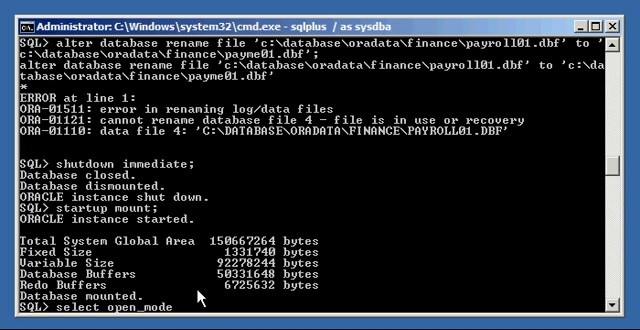 Administrator: C:\Windows\system32\cmd.exe - sqlplus / as sysdba
SQL> alter database rename file 'c:\database\oradata\finance\payroll01.dbf' to '
c:\database\oradata\finance\payme01.dbf';
alter database rename file 'c:\database\oradata\finance\payroll01.dbf' to 'c:\da
tabase\oradata\finance\payme01.dbf'
*
ERROR at line 1:
ORA-01511: error in renaming log/data files
ORA-01121: cannot rename database file 4 - file is in use or recovery
ORA-01110: data file 4: 'C:\DATABASE\ORADATA\FINANCE\PAYROLL01.DBF'
SQL> shutdown immediate;
Database closed.
Database dismounted.
ORACLE instance shut down.
SQL> startup mount;
ORACLE instance started.
Total System Global Area 150667264 bytes
Fixed Size 1331740 bytes
Variable Size 92278244 bytes
Database Buffers 50331648 bytes
Redo Buffers 6725632 bytes
Database mounted.
SQL> select open_mode